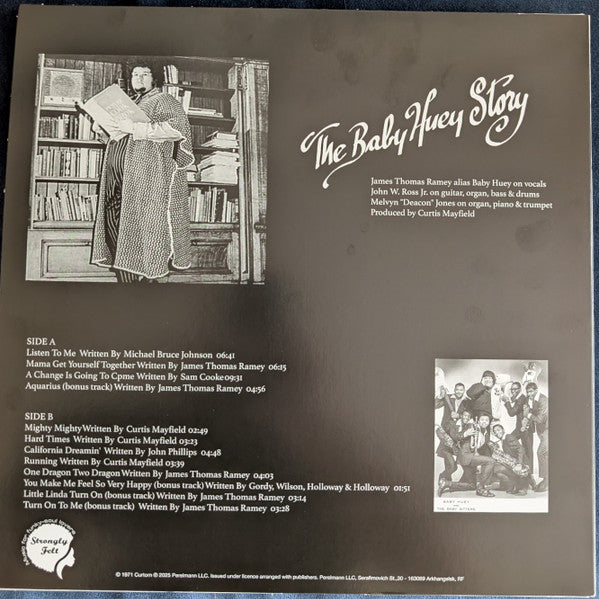 The Baby Huey Story
James Thomas Ramey alias Baby Huey on vocals
John W. Ross Jr. on guitar, organ, bass & drums
Melvyn "Deacon" Jones on organ, piano & trumpet
Produced by Curtis Mayfield
SIDE A
Listen To Me Written By Michael Bruce Johnson 06:41
Mama Get Yourself Together Written By James Thomas Ramey 06:15
A Change Is Going To Cpme Written By Sam Cooke09:31
Aquarius (bonus track) Written By James Thomas Ramey 04:56
SIDE B
Mighty MightyWritten By Curtis Mayfield 02:49
Hard Times Written By Curtis Mayfield 03:23
California Dreamin' Written By John Phillips 04:48
Running Written By Curtis Mayfield 03:39
One Dragon Two DragonWritten By James Thomas Ramey 04:03
You Make Me Feel So Very Happy (bonus track)Written By Gordy, Wilson, Holloway & Holloway 01:51
Little Linda Turn On (bonus track) Written By James Thomas Ramey 03:14
Turn On To Me (bonus track) Written By James Thomas Ramey 03:28
BABY HUEY
THE BABY SITTERS
for funky-soul lovers
Strongly
Felt
℗ 1971 Curtom © 2025 Perelmann LLC. Issued under licence arranged with publishers. Perelmann LLC, Serafimovich St.,30 - 163069 Arkhangelsk, RF